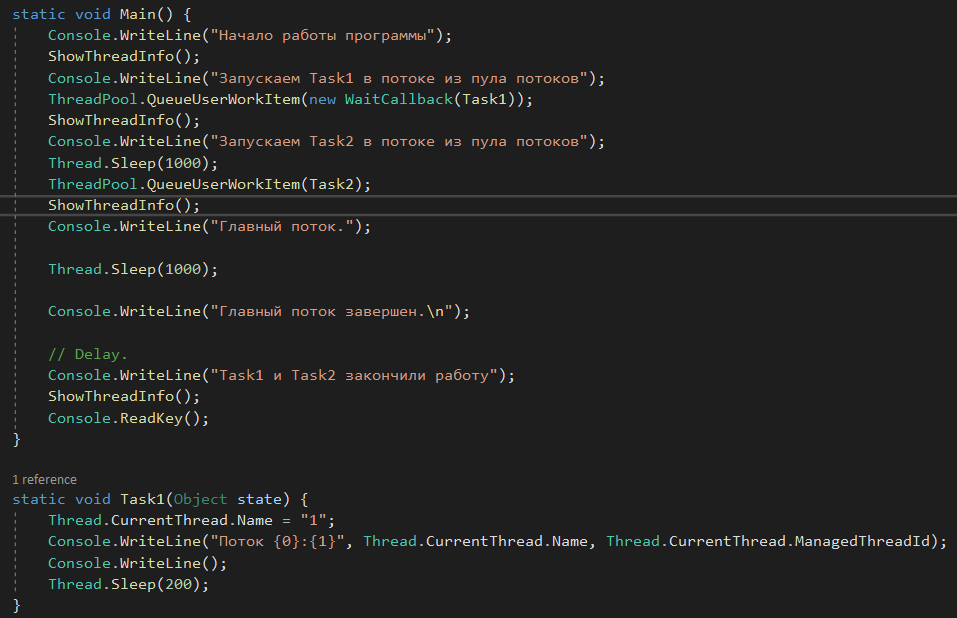 static void Main() {
Console.WriteLine("Начало работы программы");
ShowThreadInfo();
Console.WriteLine("Запускаем Task1 в потоке из пула потоков");
ThreadPool.QueueUserWorkItem(new WaitCallback(Task1));
ShowThreadInfo();
Console.WriteLine("Запускаем Task2 в потоке из пула потоков");
Thread.Sleep(1000);
ThreadPool.QueueUserWorkItem(Task2);
ShowThreadInfo();
Console.WriteLine("Главный поток.");
Thread.Sleep(1000);
Console.WriteLine("Главный поток завершен.\n");
// Delay.
Console.WriteLine("Task1 и Task2 закончили работу");
ShowThreadInfo();
Console.ReadKey();
}
1 reference
static void Task1(Object state) {
Thread.CurrentThread.Name = "1";
Console.WriteLine("Поток {0}:{1}", Thread.CurrentThread.Name, Thread.CurrentThread.ManagedThreadId);
Console.WriteLine();
Thread.Sleep(200);
}